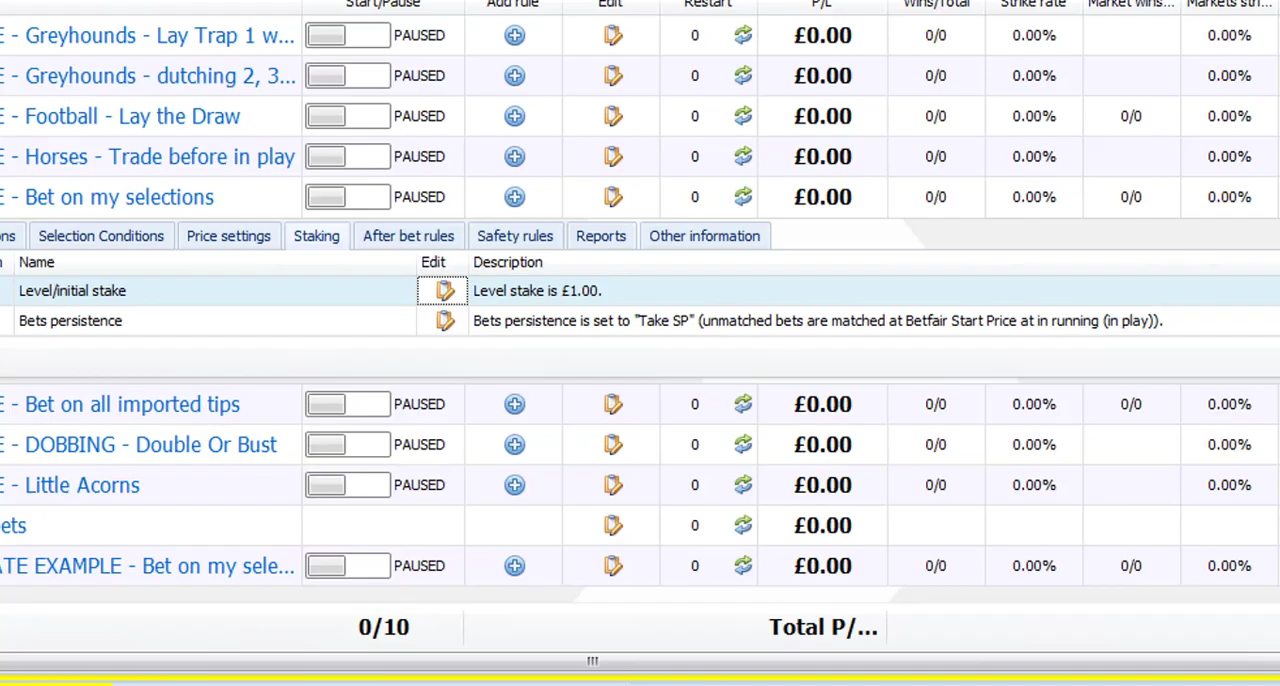 Start/Pause Add rule Edit Restart P/L Wins/Total Strike rate Market wins... Markets stri...
E - Greyhounds - Lay Trap 1 w... PAUSED 0 £0.00 0/0 0.00% 0.00%
E - Greyhounds - dutching 2, 3... PAUSED 0 £0.00 0/0 0.00% 0.00%
E - Football - Lay the Draw PAUSED 0 £0.00 0/0 0.00% 0/0 0.00%
E - Horses - Trade before in play PAUSED 0 £0.00 0/0 0.00% 0.00%
E - Bet on my selections PAUSED 0 £0.00 0/0 0.00% 0/0 0.00%
ns Selection Conditions Price settings Staking After bet rules Safety rules Reports Other information
n Name Edit Description
Level/initial stake Level stake is £1.00.
Bets persistence Bets persistence is set to "Take SP" (unmatched bets are matched at Betfair Start Price at in running (in play)).
E - Bet on all imported tips PAUSED 0 £0.00 0/0 0.00% 0/0 0.00%
E - DOBBING - Double Or Bust PAUSED 0 £0.00 0/0 0.00% 0.00%
E - Little Acorns PAUSED 0 £0.00 0/0 0.00% 0.00%
ets 0 £0.00
ATE EXAMPLE - Bet on my sele... PAUSED 0 £0.00 0/0 0.00% 0/0 0.00%
0/10 Total P/...